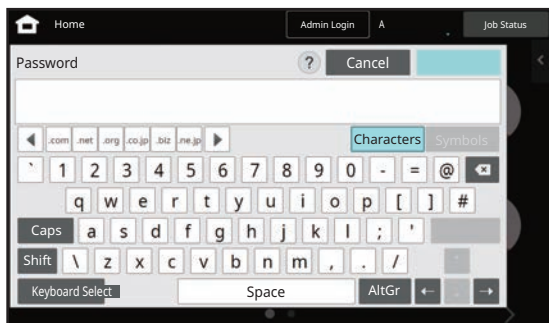 Home Admin Login A Job Status
Password ? Cancel
.com .net .org .co.jp .biz .ne.jp Characters Symbols
` 1 2 3 4 5 6 7 8 9 0 - = @
q w e r t y u i o p [ ] #
Caps a s d f g h j k l ; '
Shift \ z x c v b n m , . /
Keyboard Select Space AltGr ← →